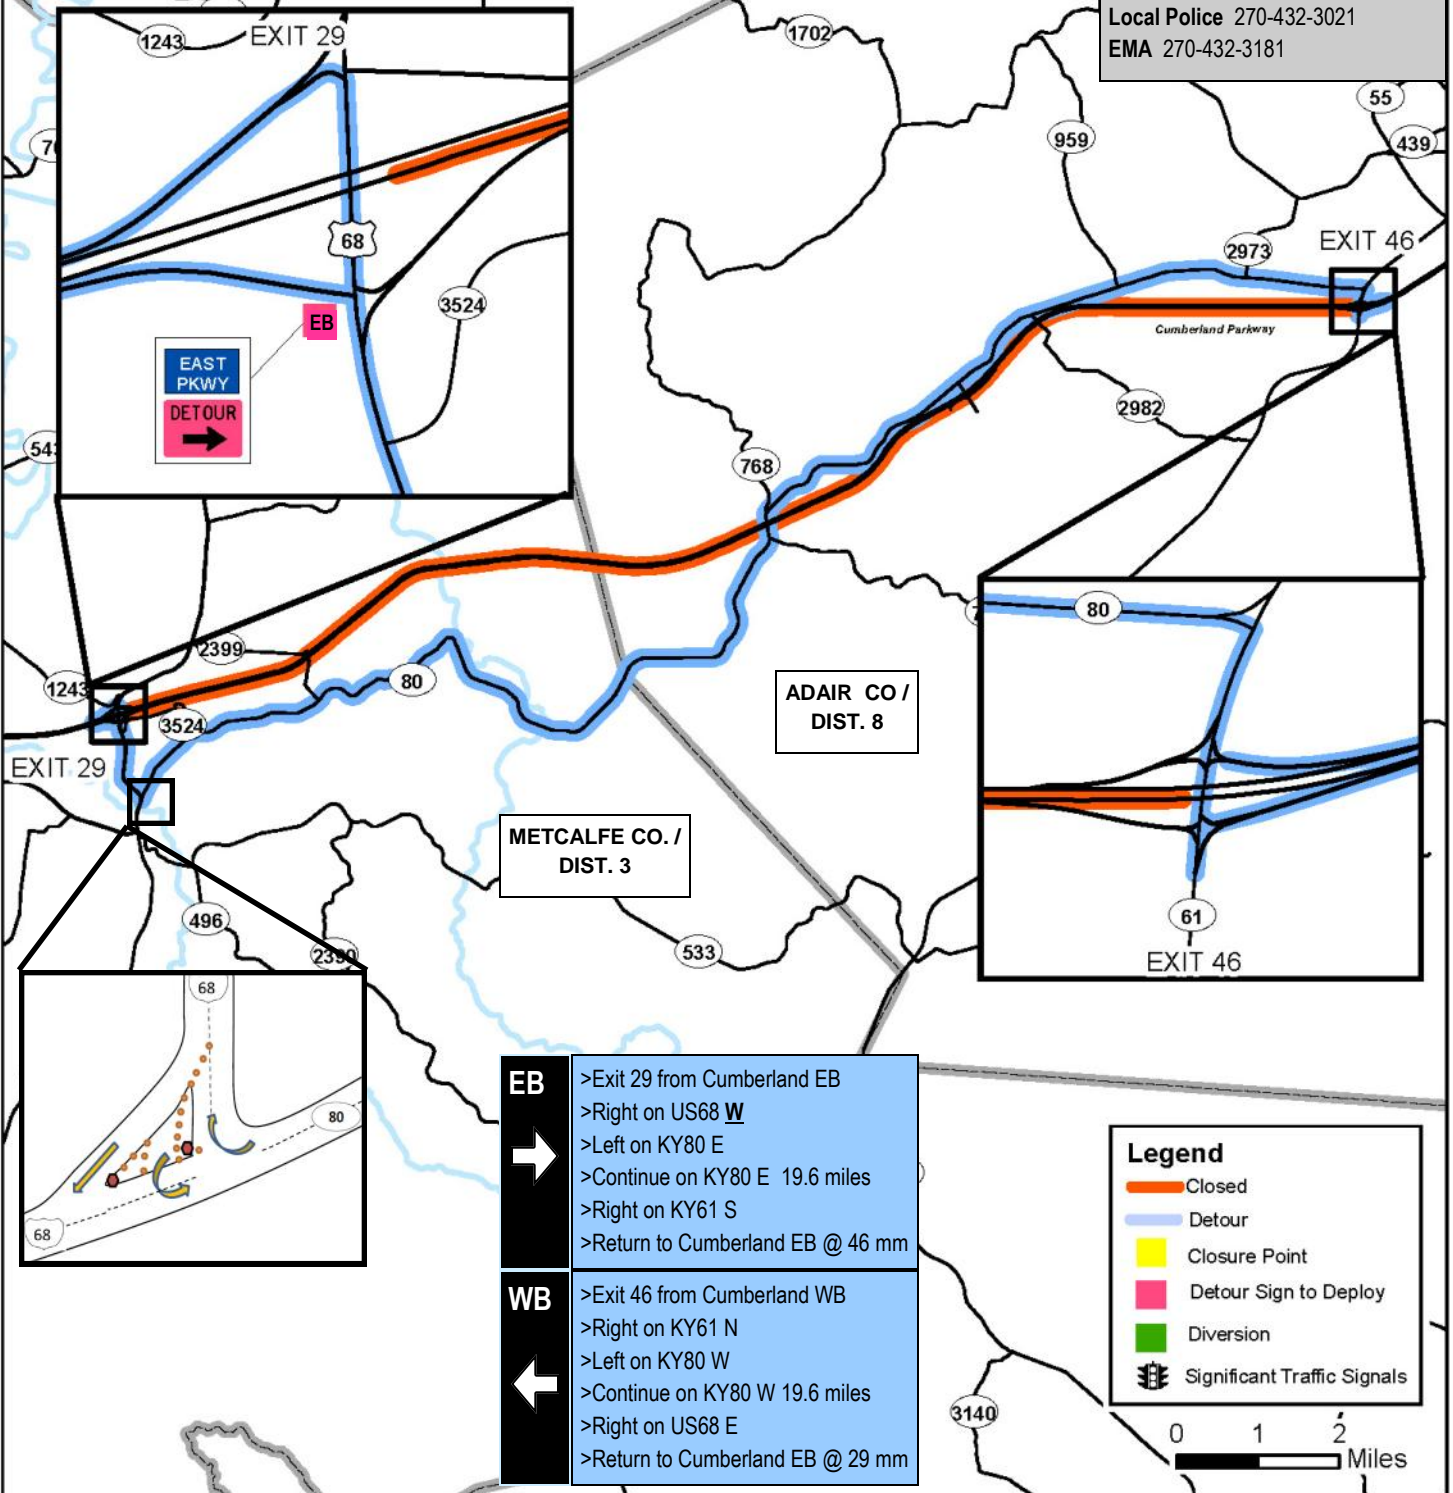 Local Police 270-432-3021
EMA 270-432-3181
1243
EXIT 29
1702
55
439
959
68
EB
3524
EAST
PKWY
DETOUR
2973
EXIT 46
Cumberland Parkway
2982
768
80
61
EXIT 46
2399
1243
3524
80
EXIT 29
ADAIR CO /
DIST. 8
METCALFE CO. /
DIST. 3
496
2390
533
68
80
68
EB
>Exit 29 from Cumberland EB
>Right on US68 W
>Left on KY80 E
>Continue on KY80 E 19.6 miles
>Right on KY61 S
>Return to Cumberland EB @ 46 mm
WB
>Exit 46 from Cumberland WB
>Right on KY61 N
>Left on KY80 W
>Continue on KY80 W 19.6 miles
>Right on US68 E
>Return to Cumberland EB @ 29 mm
3140
Legend
Closed
Detour
Closure Point
Detour Sign to Deploy
Diversion
Significant Traffic Signals
0 1 2
Miles